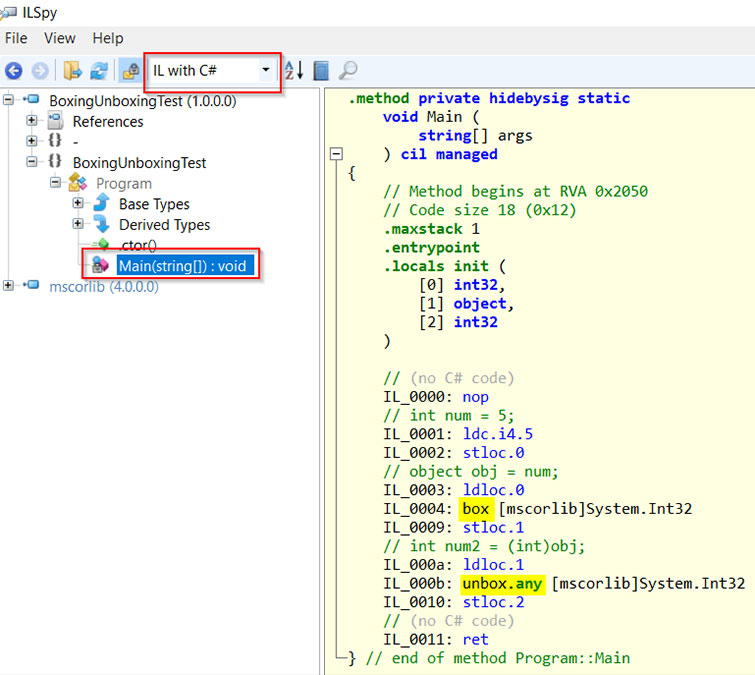 ILSpy
File View Help
IL with C#
BoxingUnboxingTest (1.0.0.0)
References
{} -
{} BoxingUnboxingTest
Program
Base Types
Derived Types
.ctor()
Main(string[]) : void
mscorlib (4.0.0.0)
.method private hidebysig static
void Main (
string[] args
) cil managed
{
// Method begins at RVA 0x2050
// Code size 18 (0x12)
.maxstack 1
.entrypoint
.locals init (
[0] int32,
[1] object,
[2] int32
)
// (no C# code)
IL_0000: nop
// int num = 5;
IL_0001: ldc.i4.5
IL_0002: stloc.0
// object obj = num;
IL_0003: ldloc.0
IL_0004: box [mscorlib]System.Int32
IL_0009: stloc.1
// int num2 = (int)obj;
IL_000a: ldloc.1
IL_000b: unbox.any [mscorlib]System.Int32
IL_0010: stloc.2
// (no C# code)
IL_0011: ret
} // end of method Program::Main